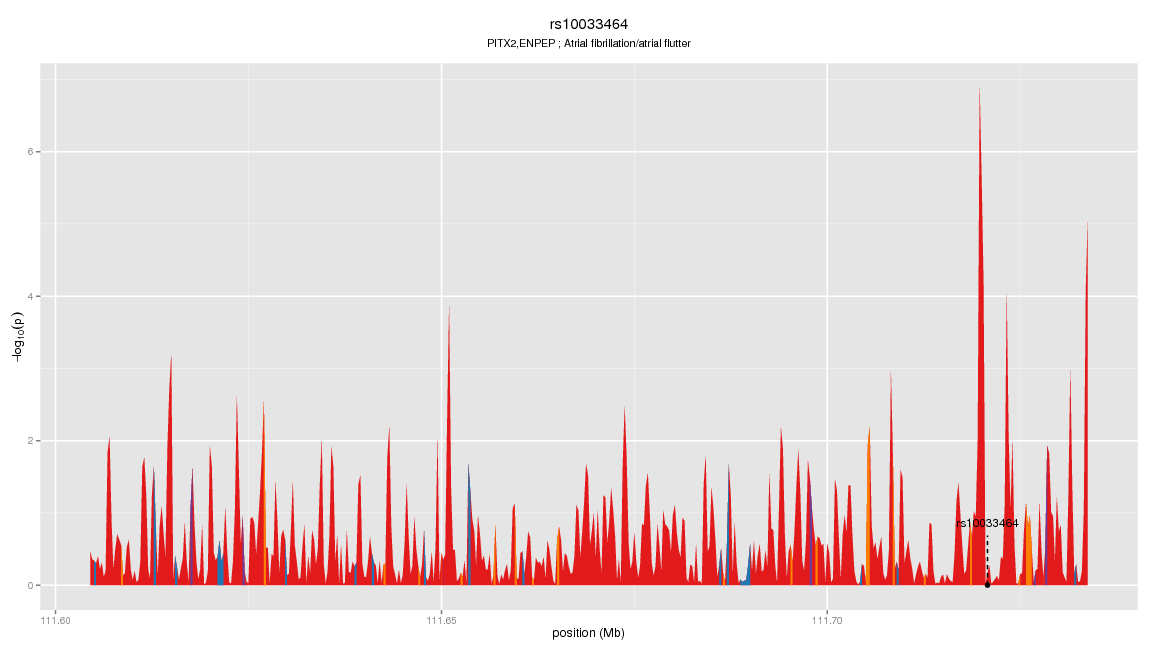 rs10033464
PITX2,ENPEP ; Atrial fibrillation/atrial flutter
6
4
2
0
−log10(p)
rs10033464
111.60
111.65
111.70
position (Mb)